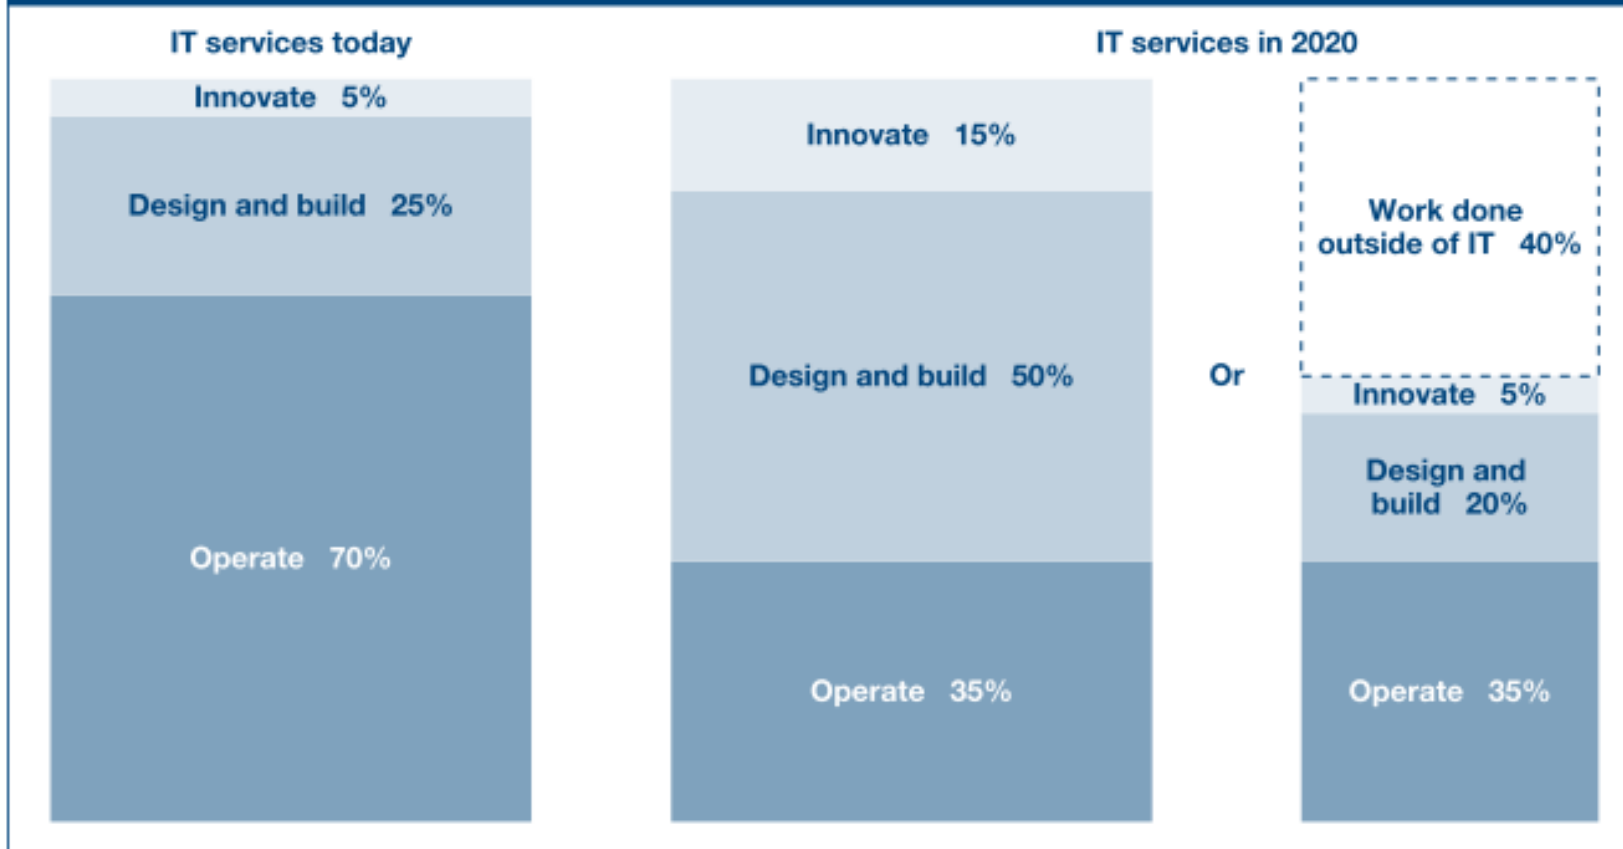 IT services today
Innovate 5%
Design and build 25%
Operate 70%
IT services in 2020
Innovate 15%
Design and build 50%
Operate 35%
Or
Work done
outside of IT 40%
Innovate 5%
Design and
build 20%
Operate 35%